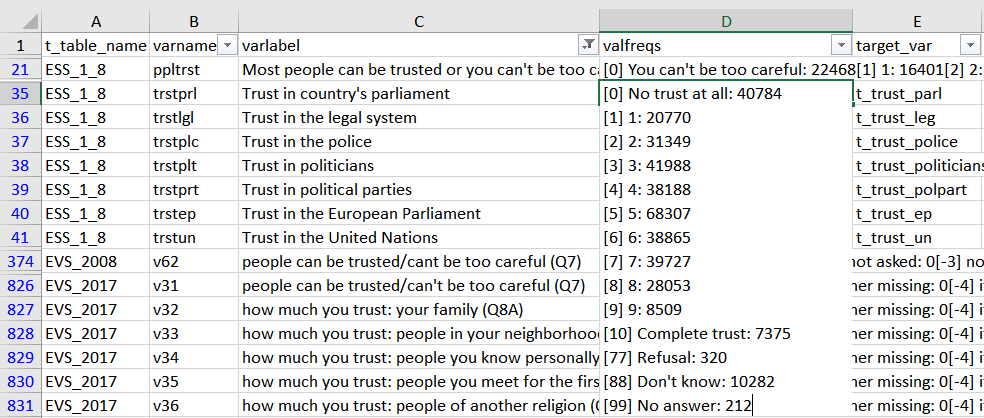 A B C D E
1 t_table_name varname varlabel valfreqs target_var
21 ESS_1_8 ppltrst Most people can be trusted or you can't be too ca [0] You can't be too careful: 22468[1] 1: 16401[2] 2:
35 ESS_1_8 trstprl Trust in country's parliament [0] No trust at all: 40784 t_trust_parl
36 ESS_1_8 trstlgl Trust in the legal system [1] 1: 20770 t_trust_leg
37 ESS_1_8 trstplc Trust in the police [2] 2: 31349 t_trust_police
38 ESS_1_8 trstplt Trust in politicians [3] 3: 41988 t_trust_politicians
39 ESS_1_8 trstprt Trust in political parties [4] 4: 38188 t_trust_polpart
40 ESS_1_8 trstep Trust in the European Parliament [5] 5: 68307 t_trust_ep
41 ESS_1_8 trstun Trust in the United Nations [6] 6: 38865 t_trust_un
374 EVS_2008 v62 people can be trusted/cant be too careful (Q7) [7] 7: 39727 not asked: 0[-3] no
826 EVS_2017 v31 people can be trusted/can't be too careful (Q7) [8] 8: 28053 her missing: 0[-4] it
827 EVS_2017 v32 how much you trust: your family (Q8A) [9] 9: 8509 her missing: 0[-4] it
828 EVS_2017 v33 how much you trust: people in your neighborhoo [10] Complete trust: 7375 her missing: 0[-4] it
829 EVS_2017 v34 how much you trust: people you know personally [77] Refusal: 320 her missing: 0[-4] it
830 EVS_2017 v35 how much you trust: people you meet for the firs [88] Don't know: 10282 her missing: 0[-4] it
831 EVS_2017 v36 how much you trust: people of another religion ( [99] No answer: 212 her missing: 0[-4] it